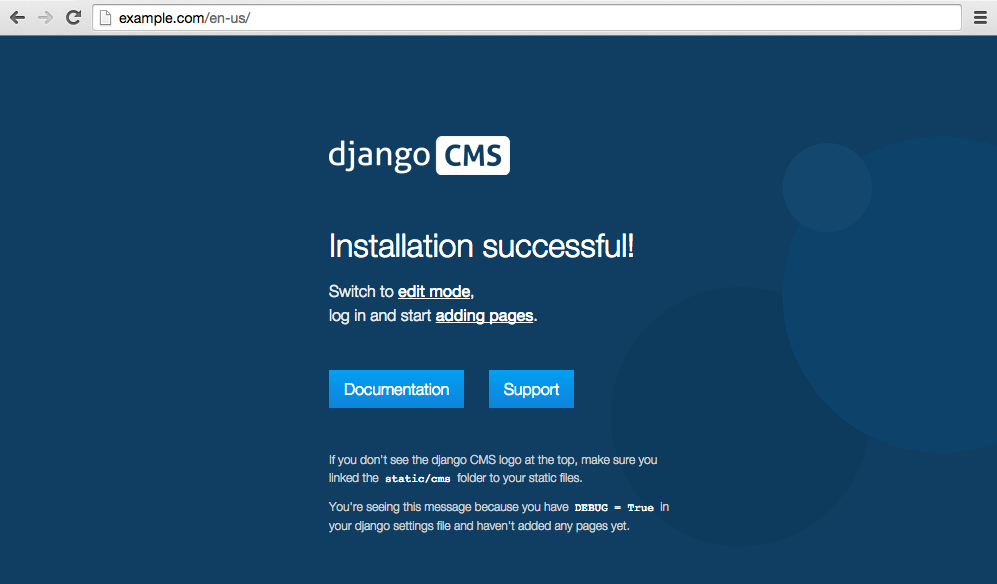 example.com/en-us/
django CMS
Installation successful!
Switch to edit mode,
log in and start adding pages.
Documentation Support
If you don't see the django CMS logo at the top, make sure you
linked the static/cms folder to your static files.
You're seeing this message because you have DEBUG = True in
your django settings file and haven't added any pages yet.